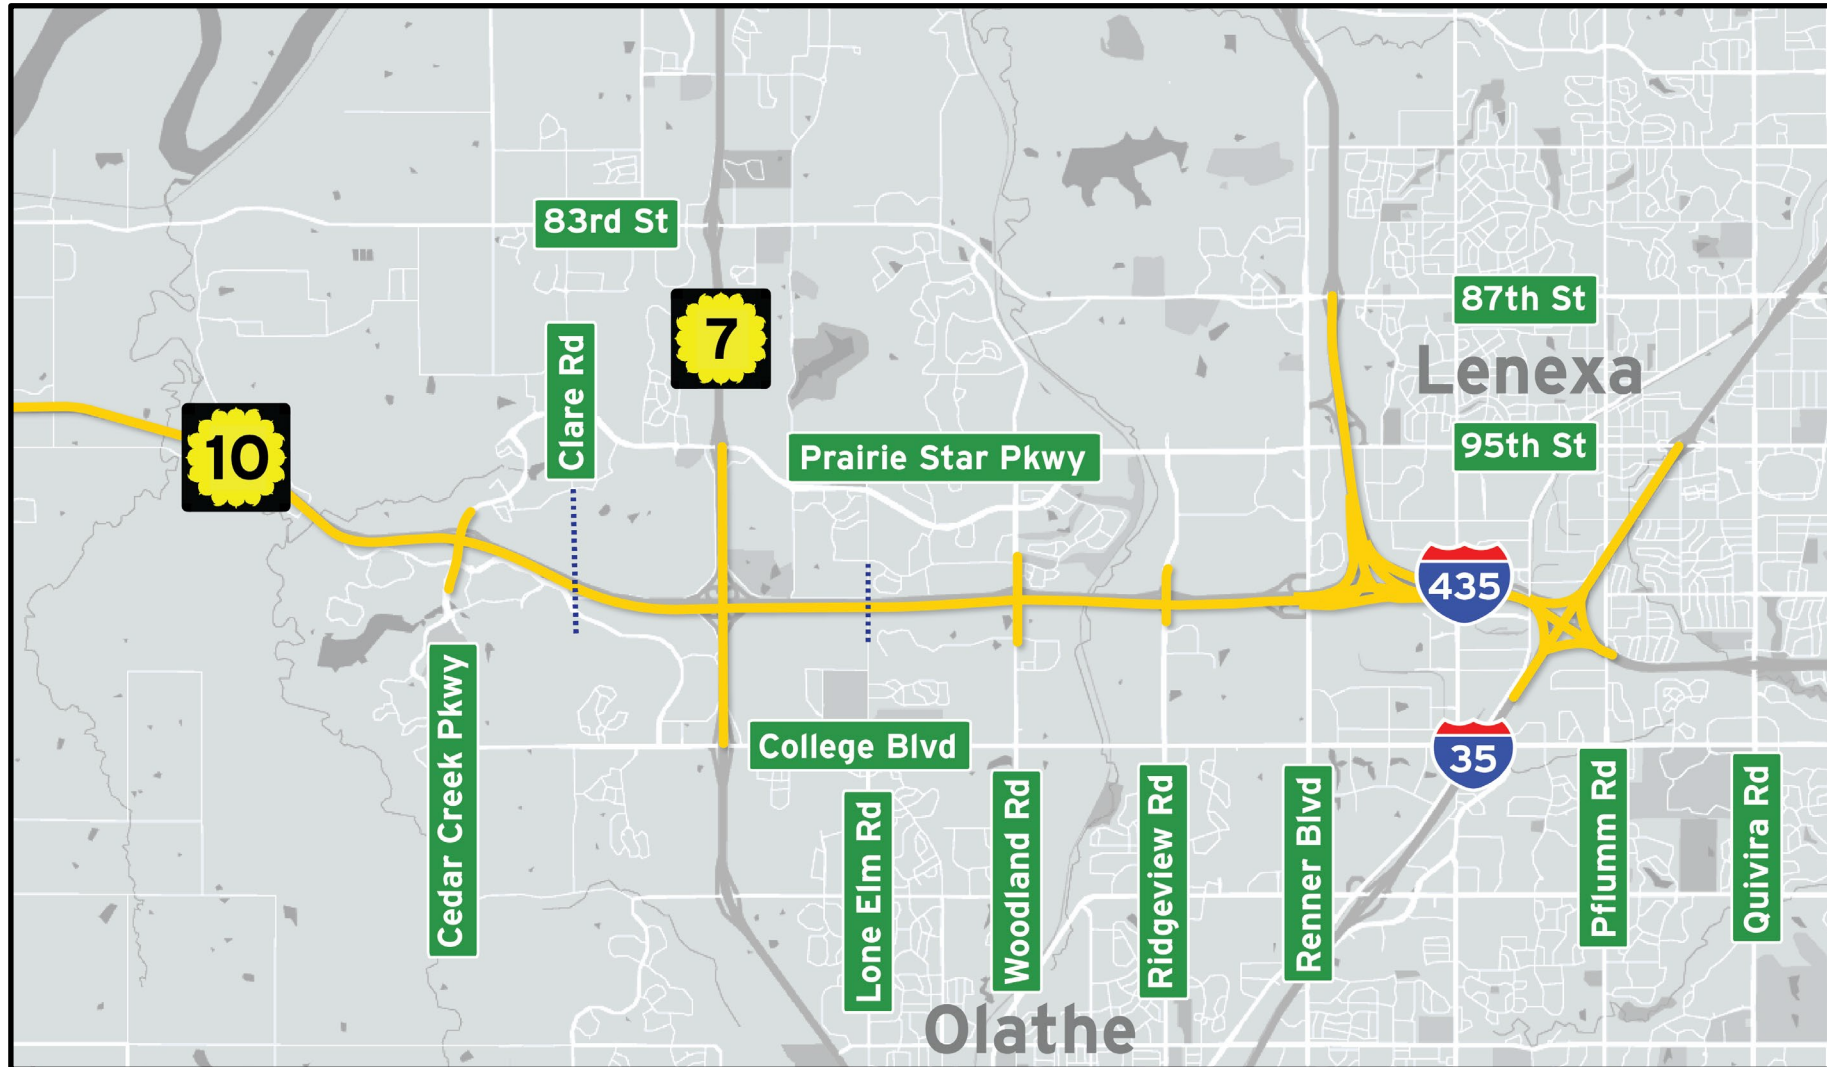 83rd St
7
87th St
Clare Rd
Lenexa
10
Prairie Star Pkwy
95th St
435
Cedar Creek Pkwy
College Blvd
35
Lone Elm Rd
Woodland Rd
Ridgeview Rd
Renner Blvd
Pflumm Rd
Quivira Rd
Olathe